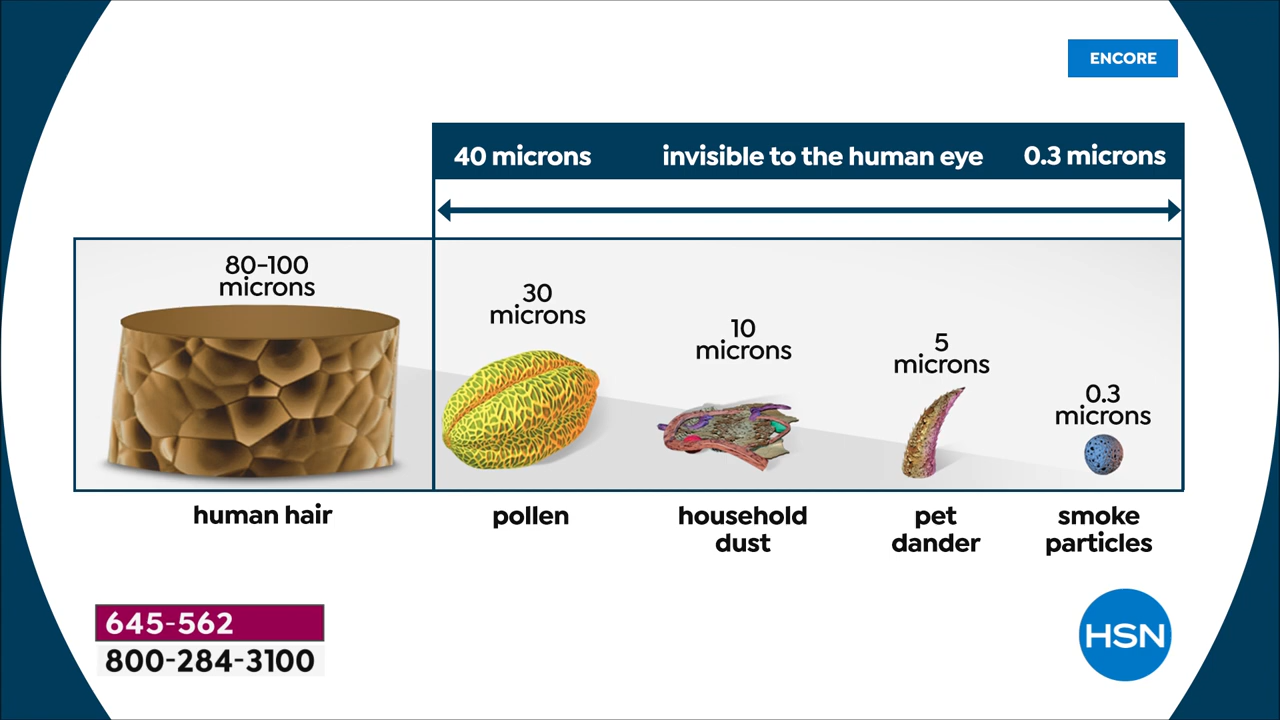 ENCORE
40 microns invisible to the human eye 0.3 microns
80-100
microns
30
microns
10
microns
5
microns
0.3
microns
human hair
pollen
household
dust
pet
dander
smoke
particles
645-562
800-284-3100
HSN